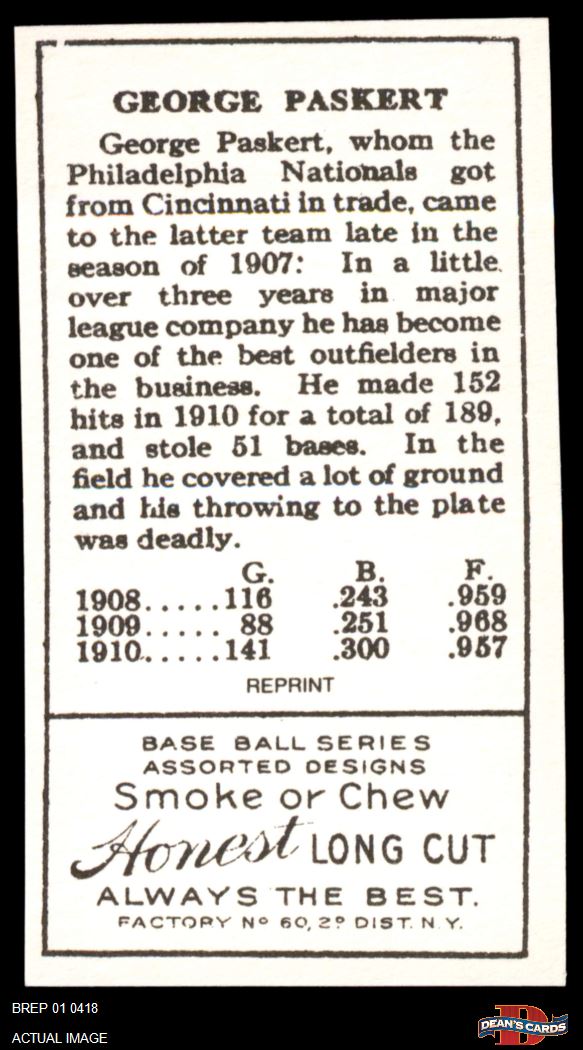 GEORGE PASKERT
George Paskert, whom the
Philadelphia Nationals got
from Cincinnati in trade, came
to the latter team late in the
season of 1907: In a little
over three years in major
league company he has become
one of the best outfielders in
the business. He made 152
hits in 1910 for a total of 189,
and stole 51 bases. In the
field he covered a lot of ground
and his throwing to the plate
was deadly.
G. B. F.
1908.....116 .243 .959
1909..... 88 .251 .968
1910.....141 .300 .957
REPRINT
BASE BALL SERIES
ASSORTED DESIGNS
Smoke or Chew
Honest LONG CUT
ALWAYS THE BEST.
FACTORY Nº 60, 2º DIST. N.Y.
BREP 01 0418
ACTUAL IMAGE
D
DEAN'S CARDS